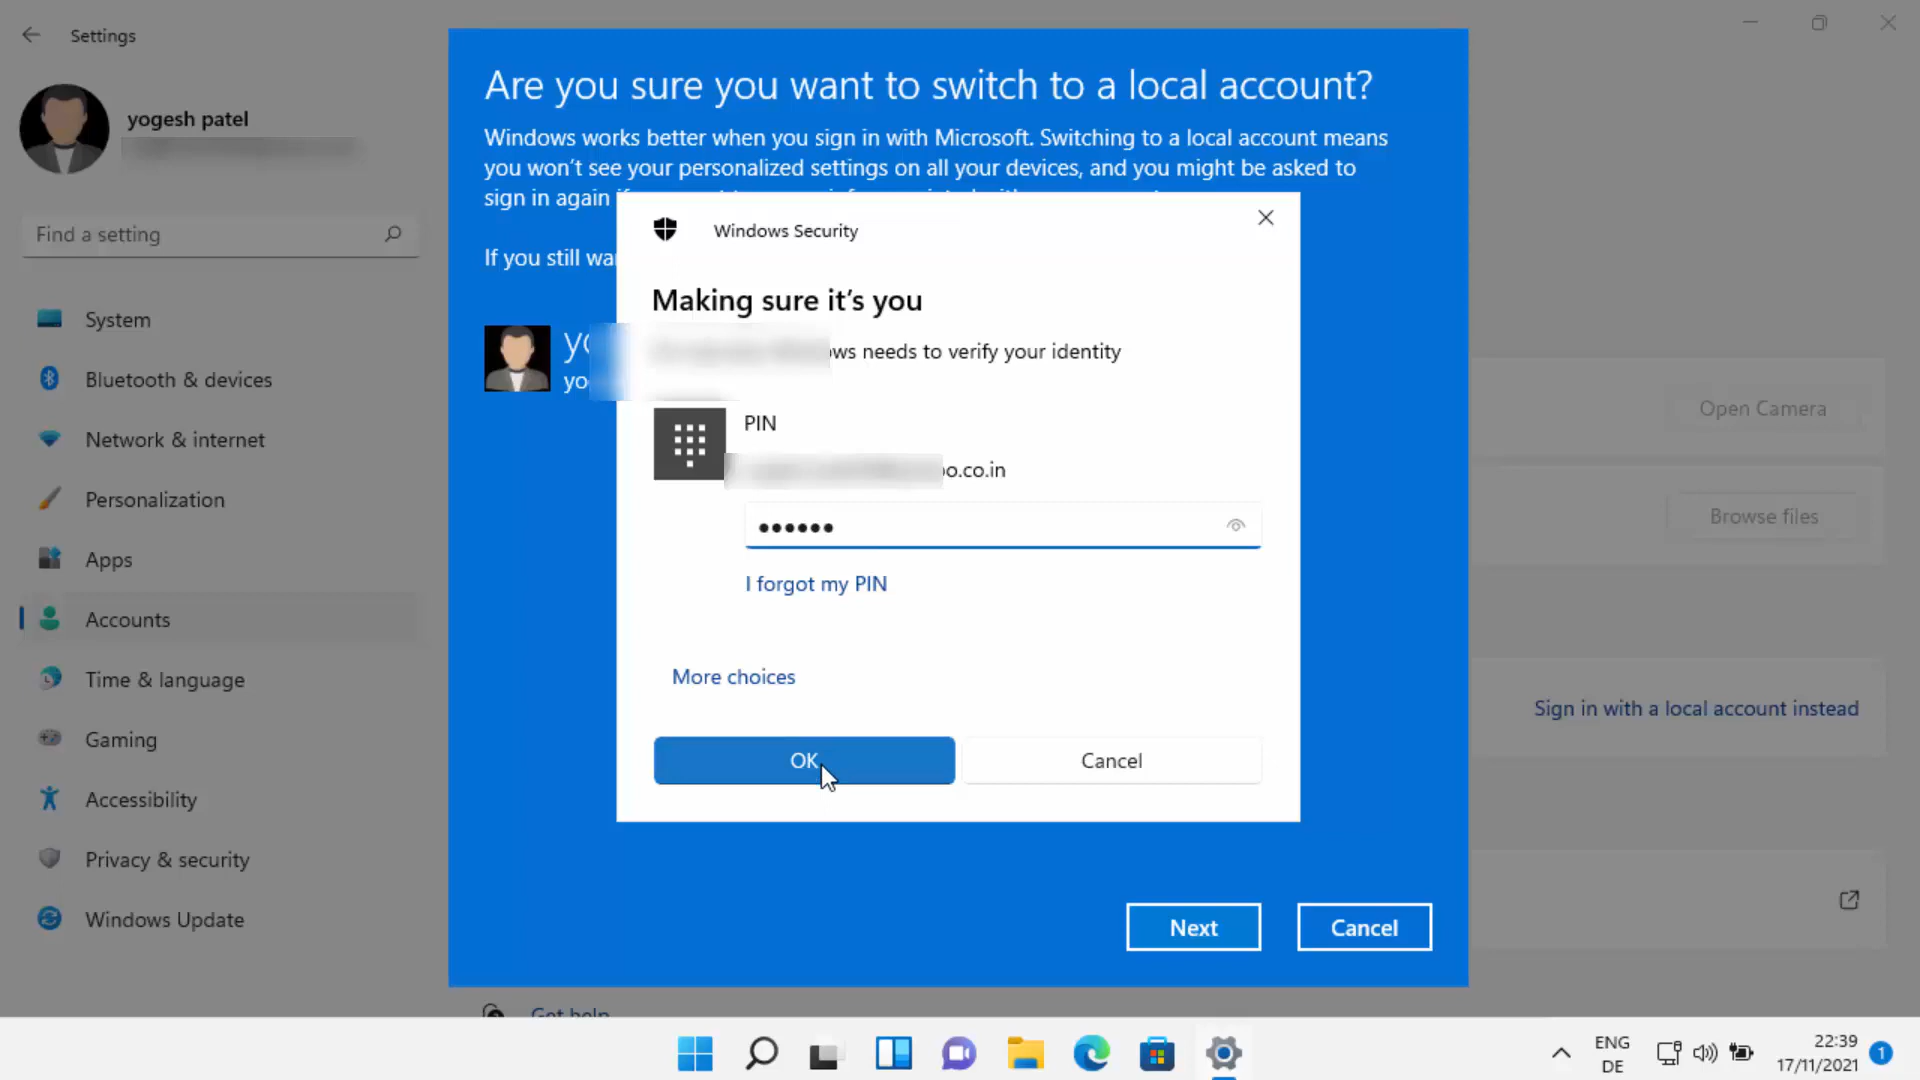 Settings
yogesh patel
Find a setting
System
Bluetooth & devices
Network & internet
Personalization
Apps
Accounts
Time & language
Gaming
Accessibility
Privacy & security
Windows Update
Are you sure you want to switch to a local account?
Windows works better when you sign in with Microsoft. Switching to a local account means
you won't see your personalized settings on all your devices, and you might be asked to
sign in again
If you still
Windows Security
Making sure it's you
needs to verify your identity
PIN
o.co.in
I forgot my PIN
More choices
OK
Cancel
Next
Cancel
Open Camera
Browse files
Sign in with a local account instead
Get help
ENG
DE
22:39
17/11/2021
1